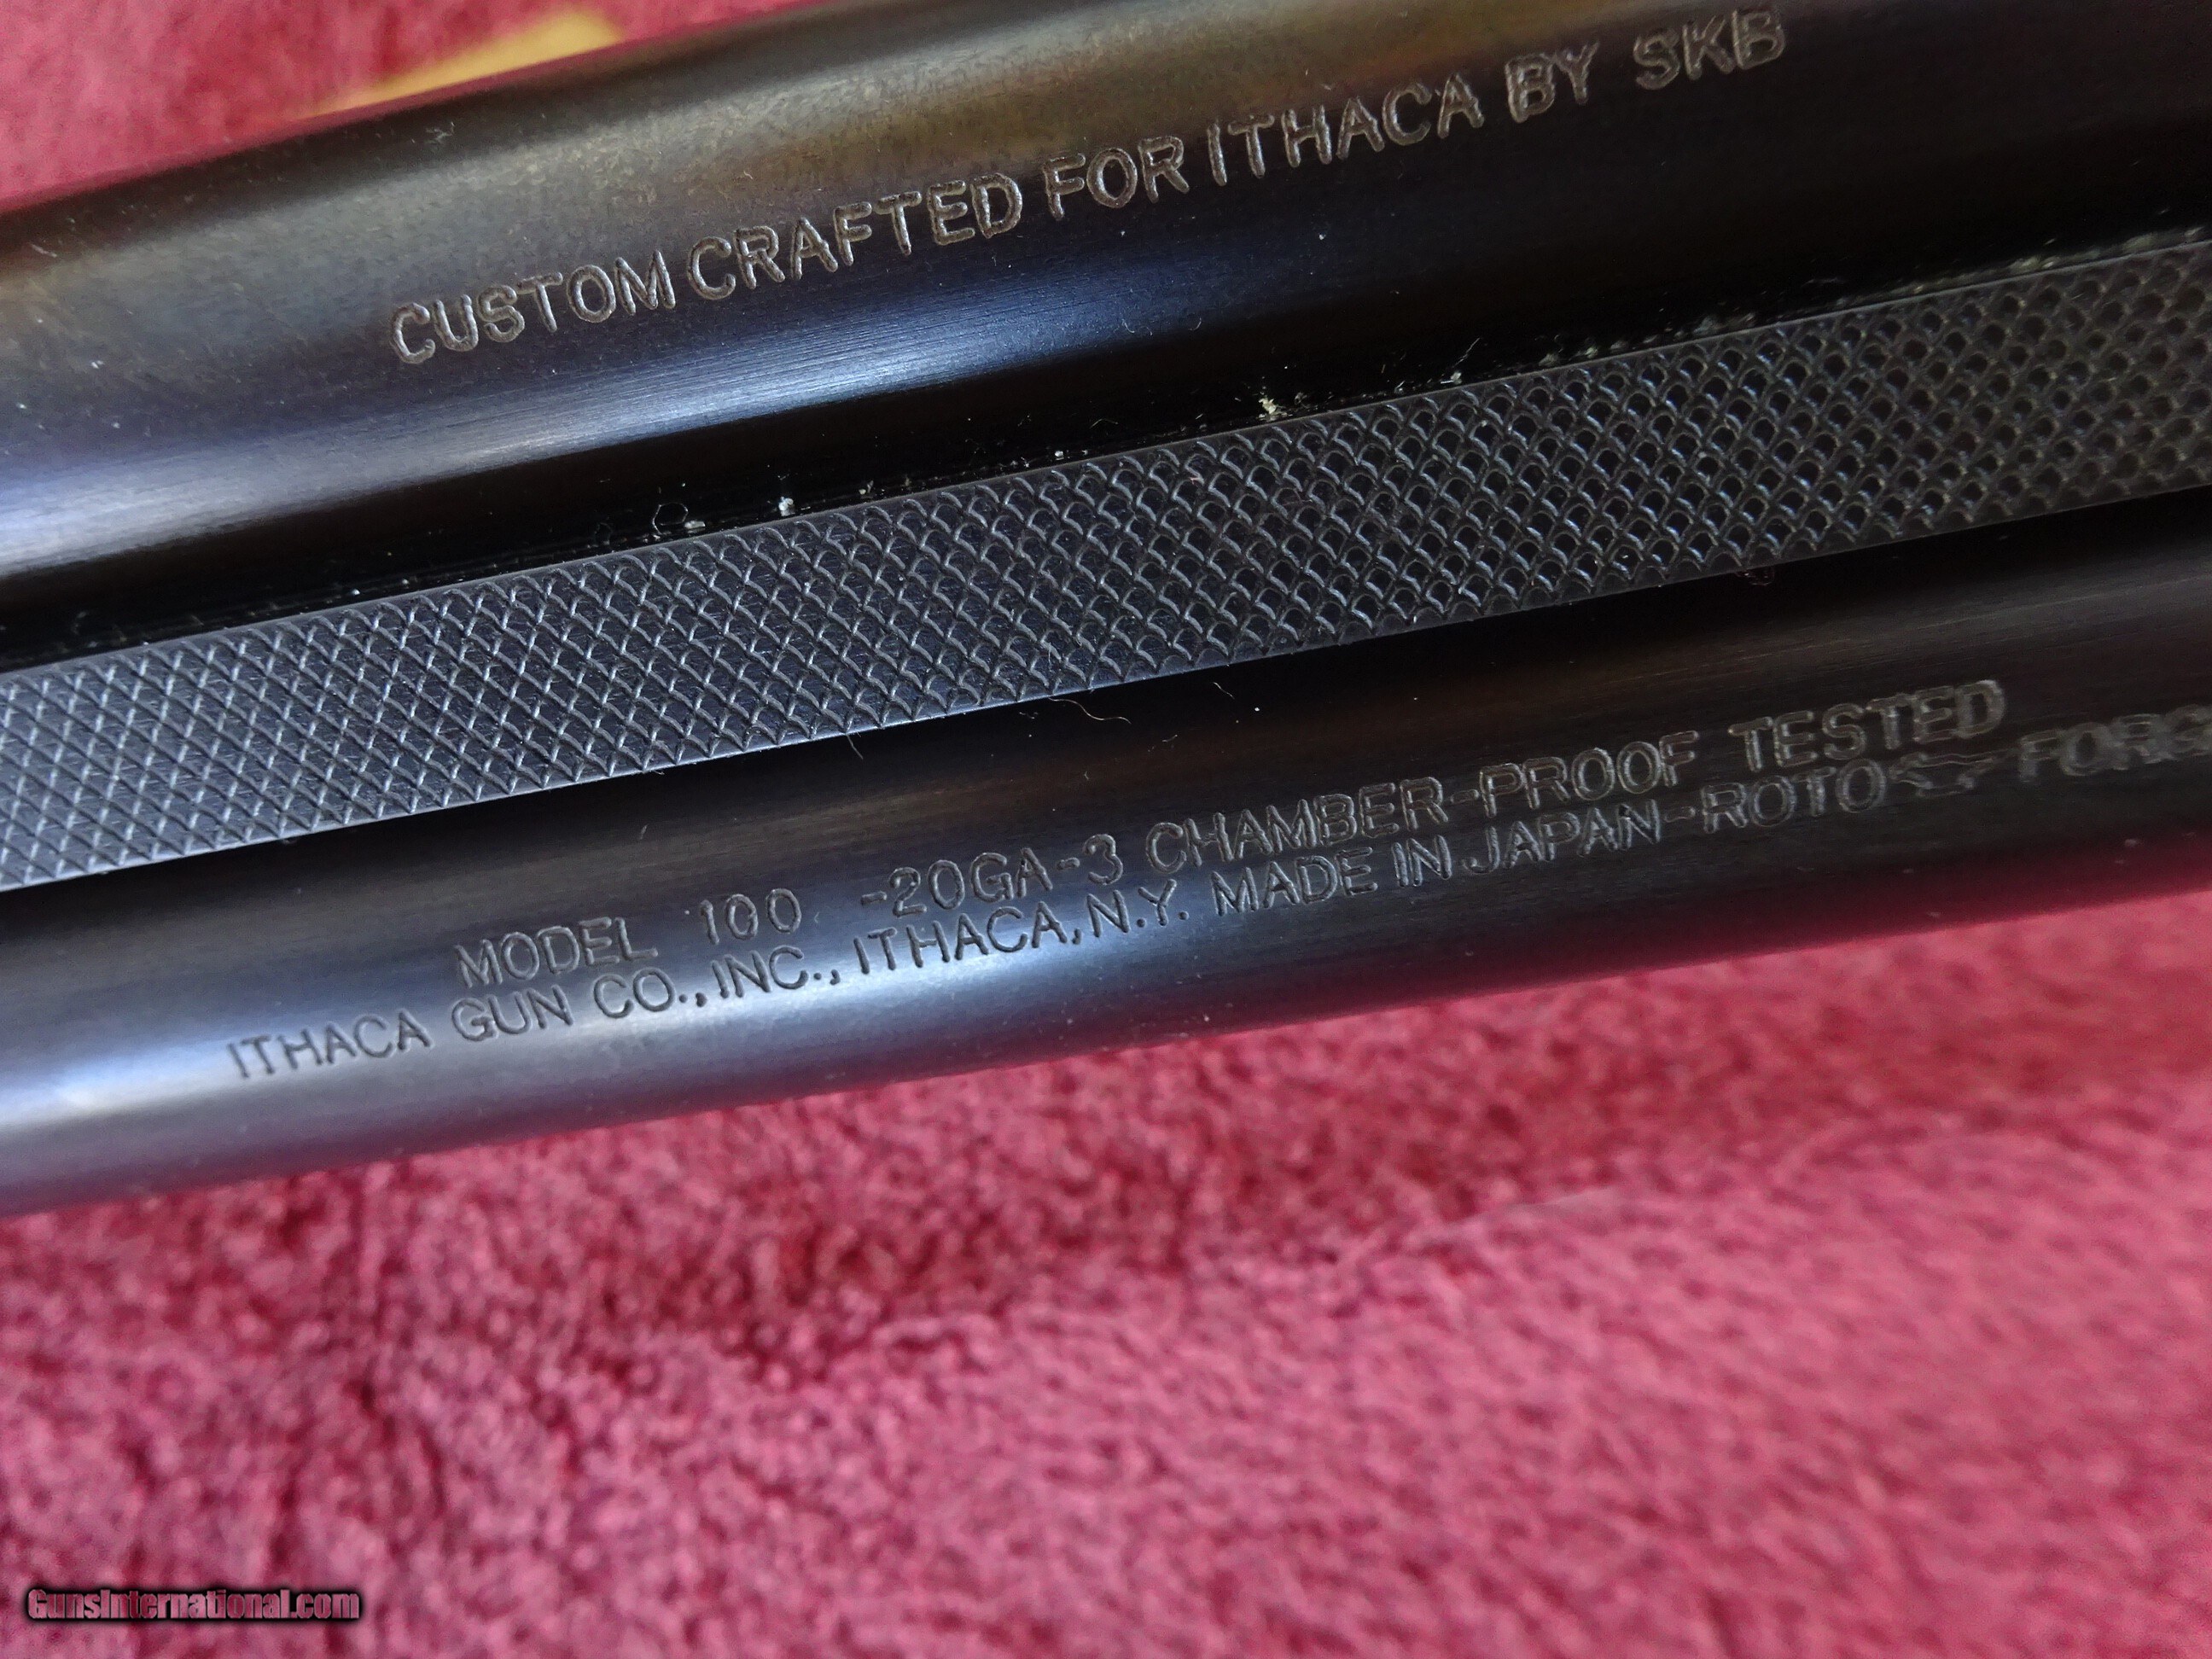 CUSTOM CRAFTED FOR ITHACA BY SKB
MODEL 100 -20GA-3 CHAMBER-PROOF TESTED
ITHACA GUN CO., INC., ITHACA, N.Y. MADE IN JAPAN-ROTO FORG
GunsInternational.com